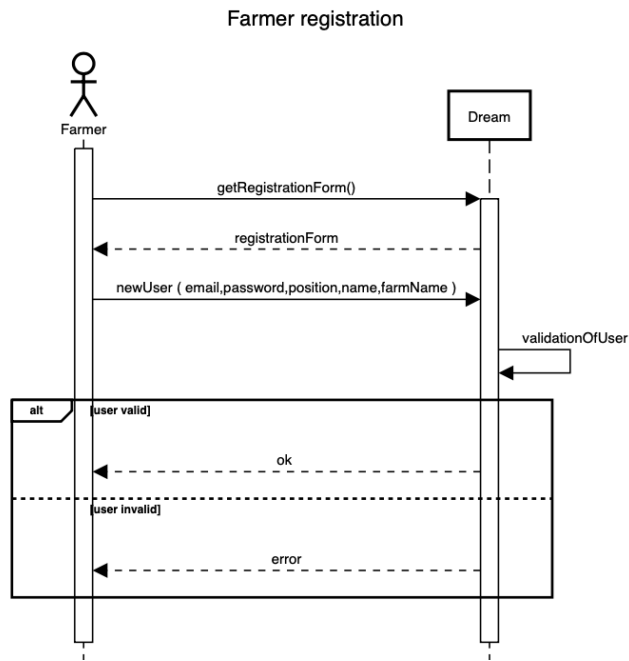 Farmer registration
Farmer
Dream
getRegistrationForm()
registrationForm
newUser ( email,password,position,name,farmName )
validationOfUser
alt
[user valid]
ok
[user invalid]
error